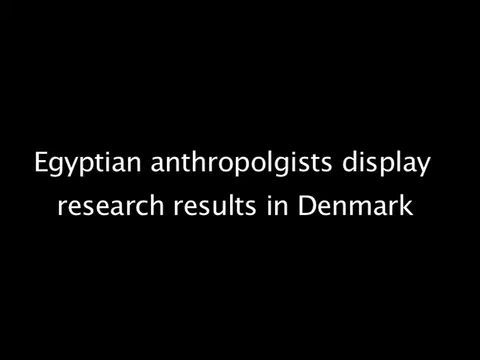 Egyptian anthropolgists display
research results in Denmark